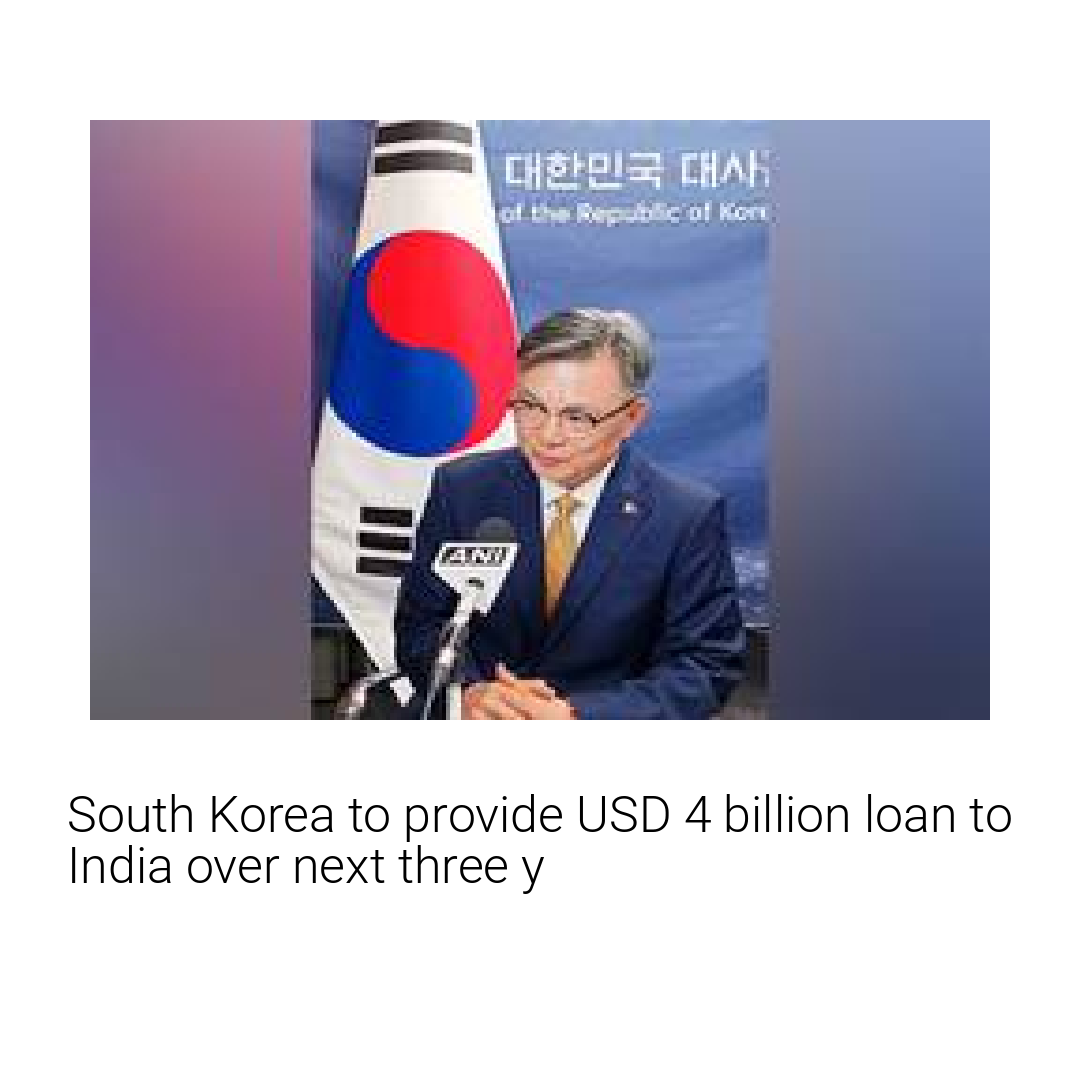 대한민국 대사
of the Republic of Kore
ANI
South Korea to provide USD 4 billion loan to
India over next three y